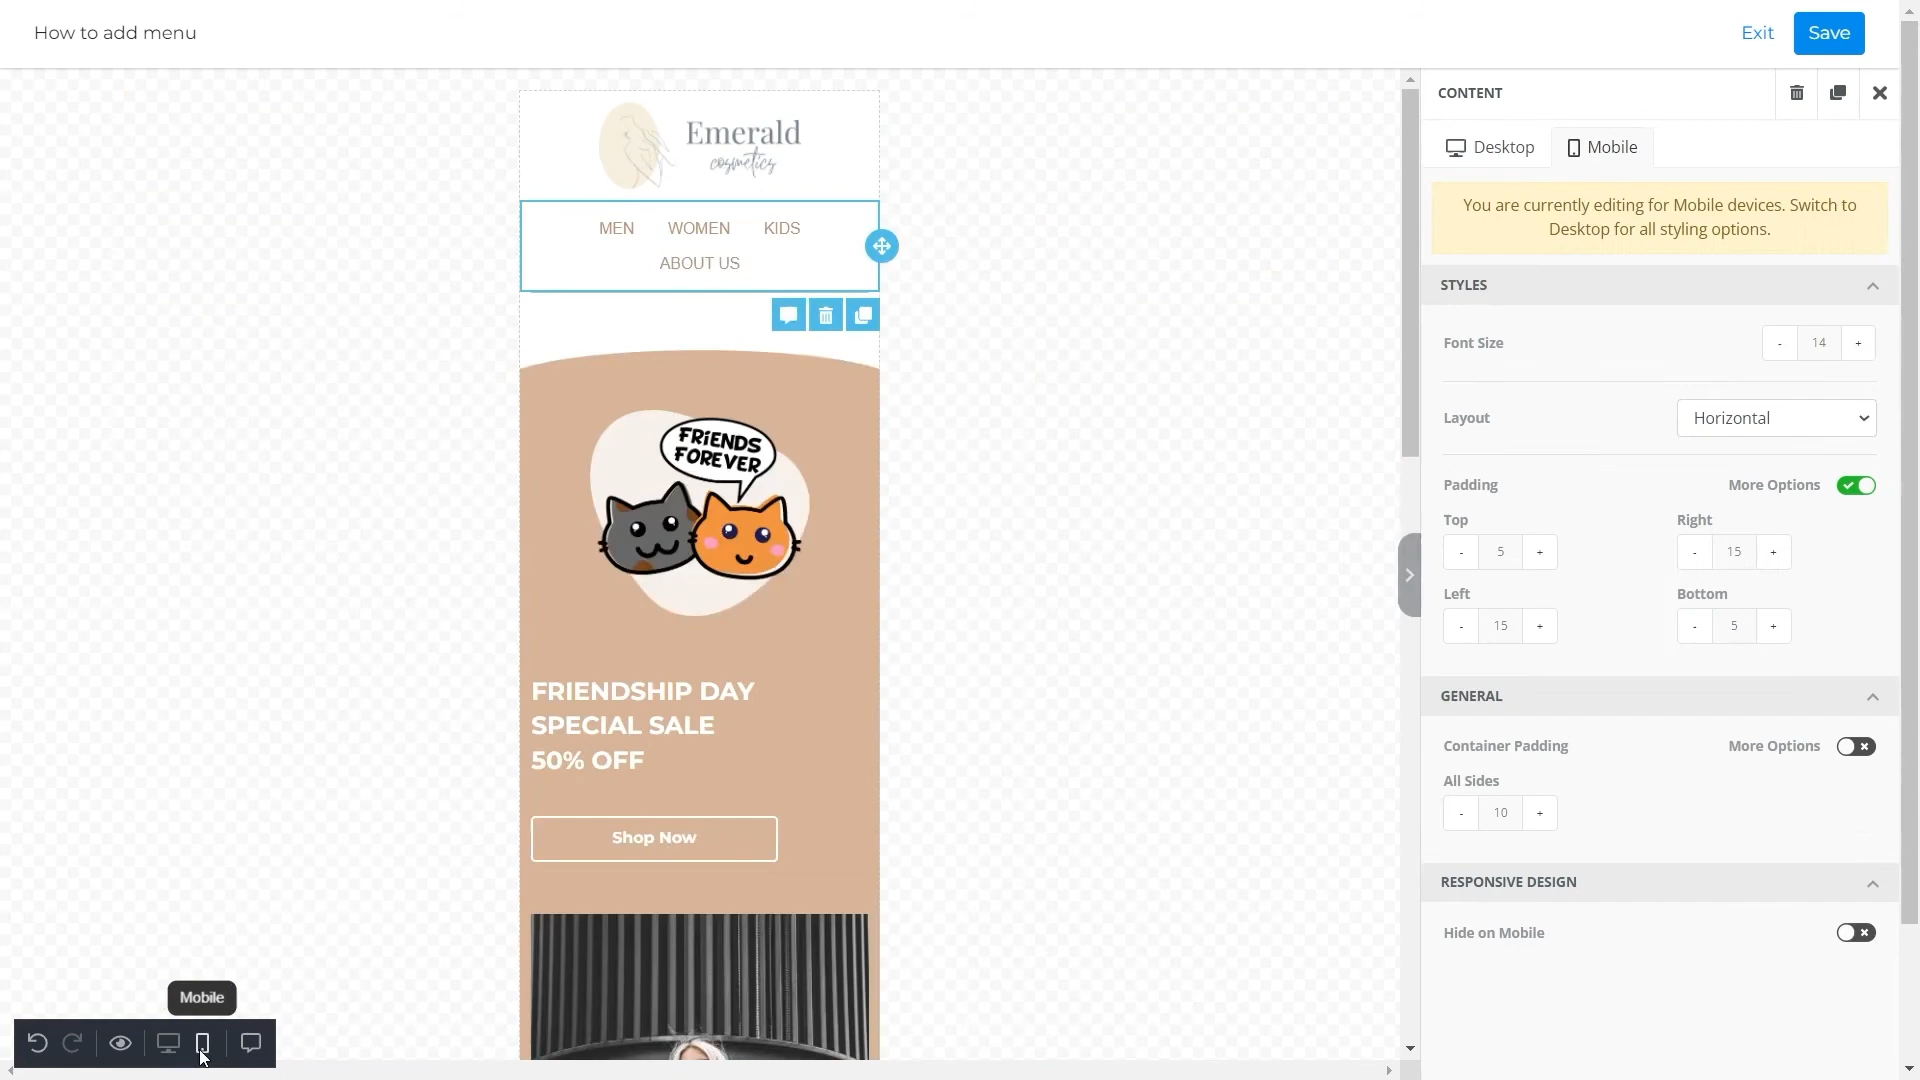 How to add menu
Exit
Save
Emerald
cosmetics
MEN WOMEN KIDS
ABOUT US
FRiENDS
FOREVER
FRIENDSHIP DAY
SPECIAL SALE
50% OFF
Shop Now
Mobile
CONTENT
Desktop
Mobile
You are currently editing for Mobile devices. Switch to
Desktop for all styling options.
STYLES
Font Size
- 14 +
Layout
Horizontal
Padding
More Options
Top
Right
- 5 +
- 15 +
Left
Bottom
- 15 +
- 5 +
GENERAL
Container Padding
More Options
All Sides
- 10 +
RESPONSIVE DESIGN
Hide on Mobile